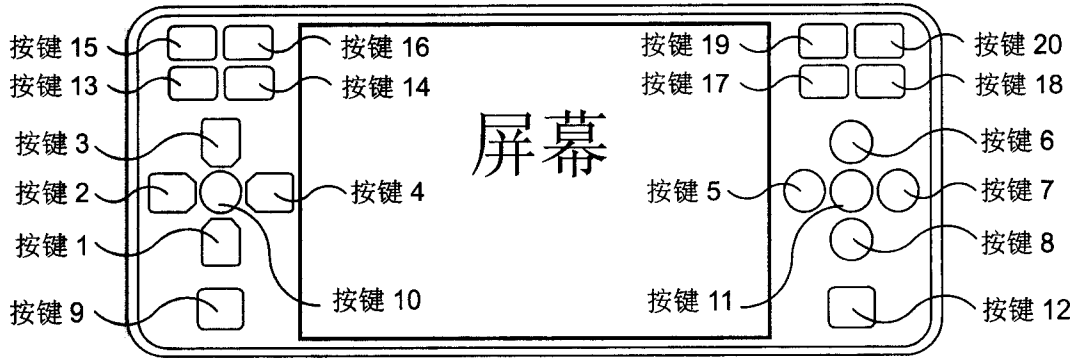 按键 15 按键 16 按键 19 按键 20
按键 13 按键 14 按键 17 按键 18
屏幕
按键 3 按键 6
按键 2 按键 4 按键 5 按键 7
按键 1 按键 8
按键 9 按键 10 按键 11 按键 12